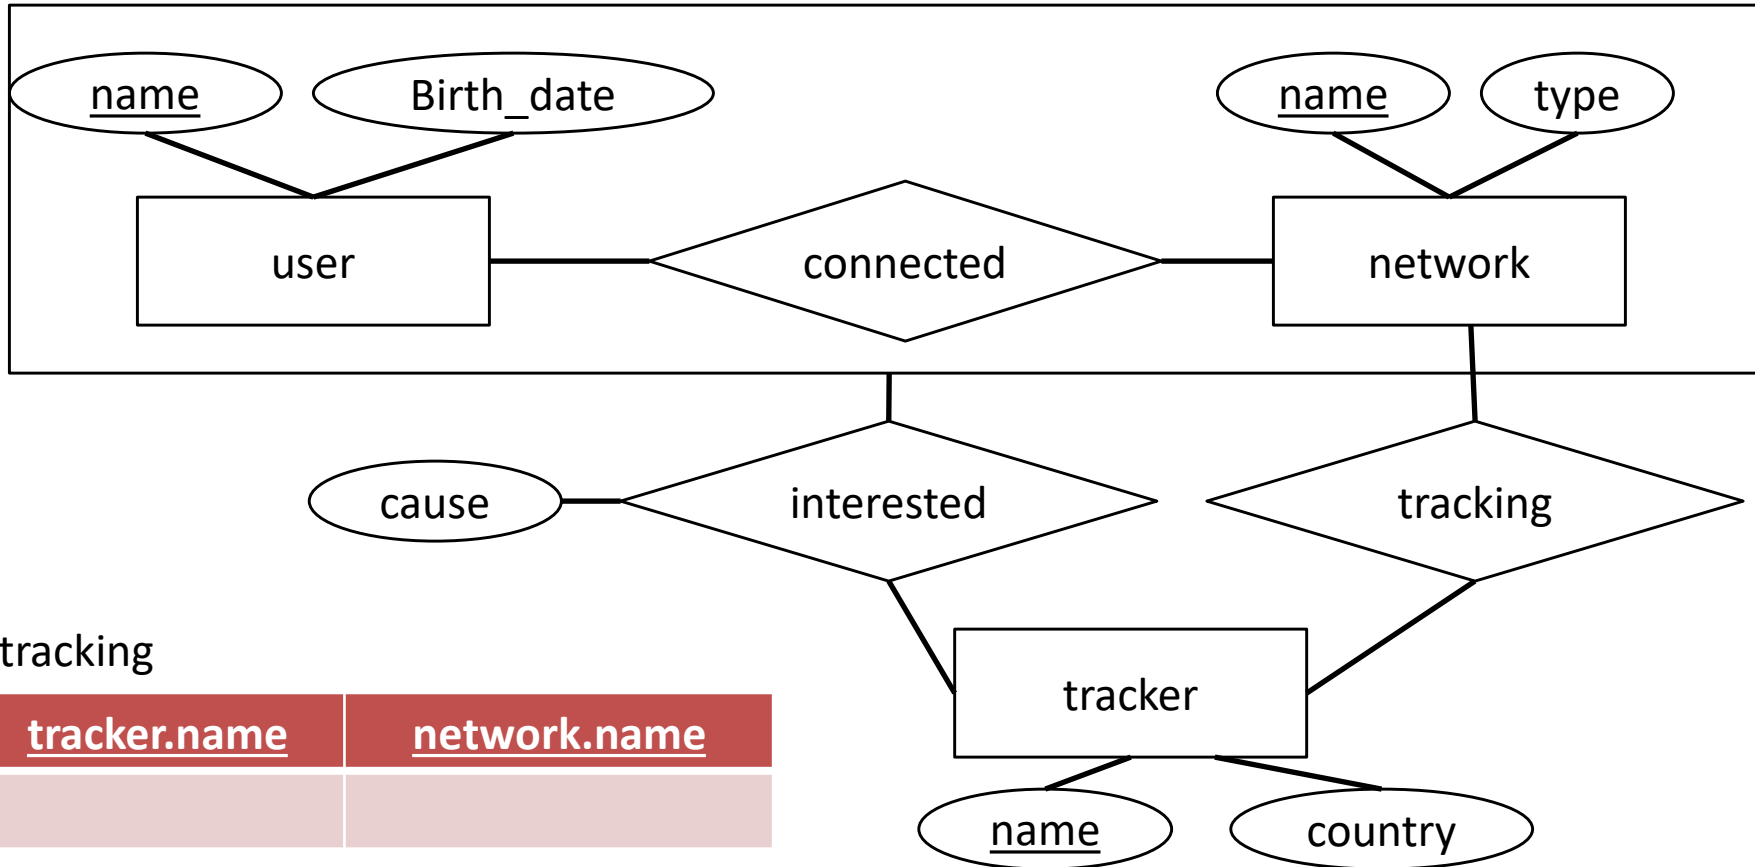 name Birth_date name type
user connected network
cause interested tracking
tracking
tracker
tracker.name network.name
name country